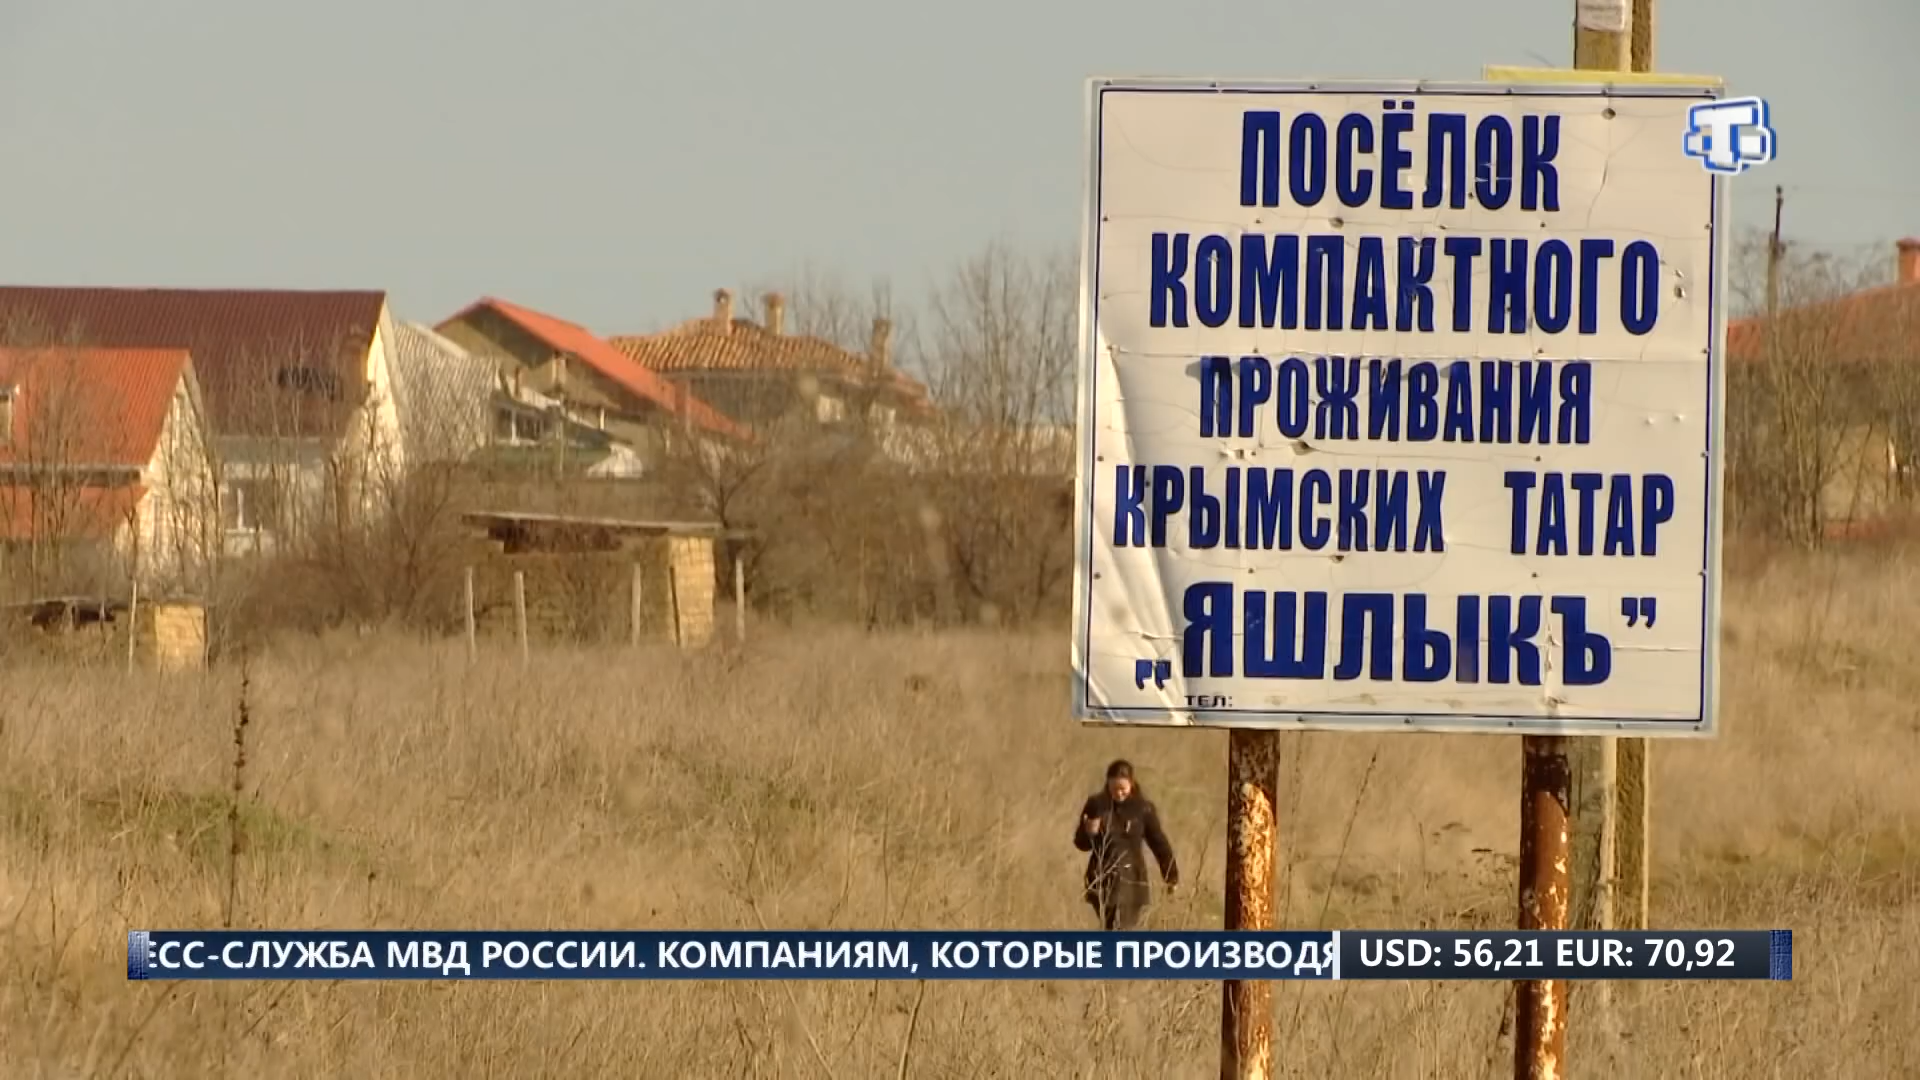 ПОСЁЛОК
КОМПАКТНОГО
ПРОЖИВАНИЯ
КРЫМСКИХ ТАТАР
„ЯШЛЫКЪ”
ТЕЛ:
ЕСС-СЛУЖБА МВД РОССИИ. КОМПАНИЯМ, КОТОРЫЕ ПРОИЗВОДЯ
USD: 56,21 EUR: 70,92